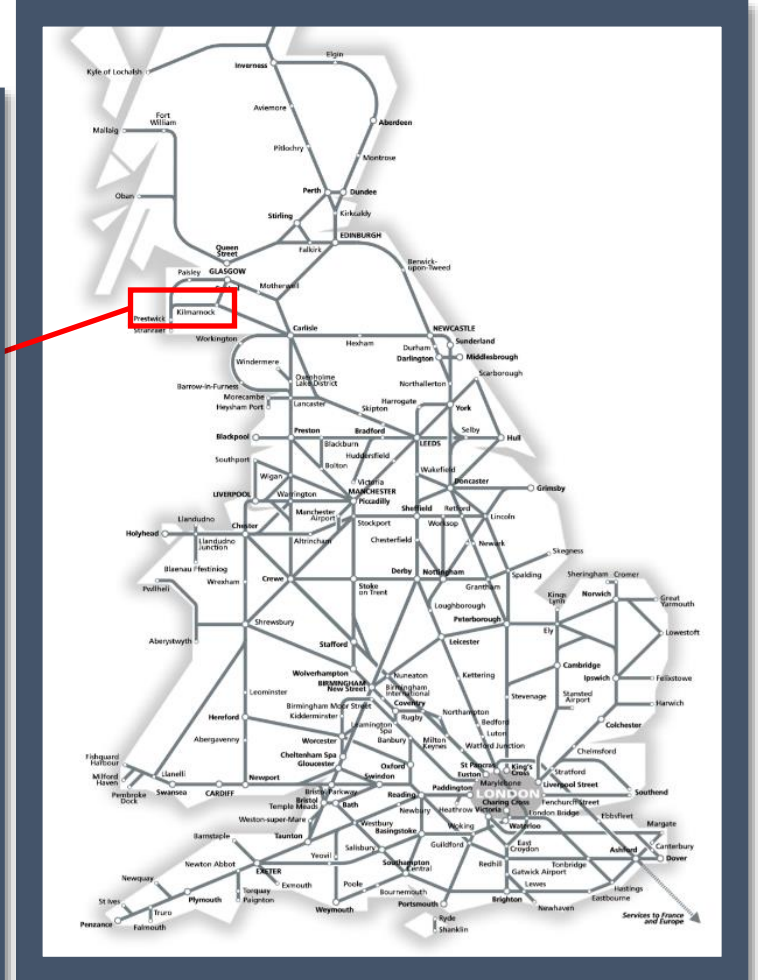 Elgin
Inverness
Kyle of Lochalsh
Aviemore
Fort
William
Mallaig
Aberdeen
Pitlochry
Montrose
Perth
Dundee
Oban
Stirling
Kirkcaldy
EDINBURGH
Queen
Street
Falkirk
Paisley
GLASGOW
Berwick-
upon-Tweed
Motherwell
Kilmarnock
Prestwick
Stranraer
Carlisle
NEWCASTLE
Workington
Hexham
Sunderland
Durham
Darlington
Middlesbrough
Windermere
Oxenholme
Lake District
Scarborough
Barrow-in-Furness
Northallerton
Morecambe
Heysham Port
Lancaster
Harrogate
York
Skipton
Blackpool
Preston
Bradford
Selby
Hull
Blackburn
LEEDS
Huddersfield
Southport
Bolton
Wakefield
Wigan
Victoria
Doncaster
LIVERPOOL
Warrington
MANCHESTER
Piccadilly
Grimsby
Manchester
Airport
Sheffield
Retford
Llandudno
Chester
Stockport
Worksop
Lincoln
Holyhead
Llandudno
Junction
Altrincham
Chesterfield
Newark
Skegness
Blaenau Ffestiniog
Wrexham
Crewe
Derby
Nottingham
Spalding
Sheringham
Cromer
Pwllheli
Stoke
on Trent
Grantham
Kings
Lynn
Norwich
Great
Yarmouth
Loughborough
Shrewsbury
Peterborough
Ely
Lowestoft
Aberystwyth
Stafford
Leicester
Wolverhampton
Cambridge
BIRMINGHAM
New Street
Nuneaton
Kettering
Ipswich
Felixstowe
Birmingham
International
Leominster
Birmingham Moor Street
Coventry
Stevenage
Stansted
Airport
Harwich
Hereford
Kidderminster
Rugby
Northampton
Leamington
Spa
Bedford
Colchester
Abergavenny
Worcester
Banbury
Milton
Keynes
Luton
Cheltenham Spa
Watford Junction
Chelmsford
Fishguard
Harbour
Gloucester
Oxford
St Pancras
King's
Cross
Stratford
Milford
Haven
Llanelli
Newport
Swindon
Euston
Marylebone
Liverpool Street
Pembroke
Dock
Swansea
CARDIFF
Bristol Parkway
Reading
Paddington
LONDON
Southend
Bristol
Temple Meads
Bath
Newbury
Heathrow
Charing Cross
Fenchurch Street
Victoria
London Bridge
Ebbsfleet
Weston-super-Mare
Westbury
Basingstoke
Woking
Waterloo
Margate
Barnstaple
Taunton
Salisbury
Guildford
East
Croydon
Canterbury
Newton Abbot
Yeovil
Southampton
Central
Redhill
Tonbridge
Ashford
Dover
EXETER
Gatwick Airport
Newquay
Exmouth
Poole
Lewes
Hastings
St Ives
Plymouth
Torquay
Paignton
Bournemouth
Eastbourne
Truro
Weymouth
Portsmouth
Brighton
Newhaven
Penzance
Falmouth
Ryde
Shanklin
Services to France
and Europe